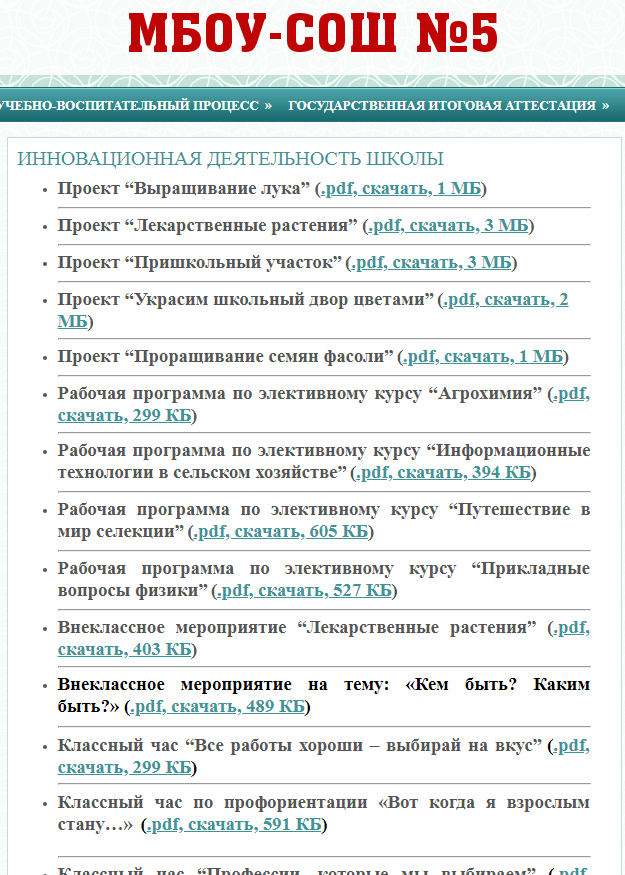 МБОУ-СОШ №5
УЧЕБНО-ВОСПИТАТЕЛЬНЫЙ ПРОЦЕСС » ГОСУДАРСТВЕННАЯ ИТОГОВАЯ АТТЕСТАЦИЯ »
ИННОВАЦИОННАЯ ДЕЯТЕЛЬНОСТЬ ШКОЛЫ
• Проект “Выращивание лука” (.pdf, скачать, 1 МБ)
• Проект “Лекарственные растения” (.pdf, скачать, 3 МБ)
• Проект “Пришкольный участок” (.pdf, скачать, 3 МБ)
• Проект “Украсим школьный двор цветами” (.pdf, скачать, 2
МБ)
• Проект “Проращивание семян фасоли” (.pdf, скачать, 1 МБ)
• Рабочая программа по элективному курсу “Агрохимия” (.pdf,
скачать, 299 КБ)
• Рабочая программа по элективному курсу “Информационные
технологии в сельском хозяйстве” (.pdf, скачать, 394 КБ)
• Рабочая программа по элективному курсу “Путешествие в
мир селекции” (.pdf, скачать, 605 КБ)
• Рабочая программа по элективному курсу “Прикладные
вопросы физики” (.pdf, скачать, 527 КБ)
• Внеклассное мероприятие “Лекарственные растения” (.pdf,
скачать, 403 КБ)
• Внеклассное мероприятие на тему: «Кем быть? Каким
быть?» (.pdf, скачать, 489 КБ)
• Классный час “Все работы хороши – выбирай на вкус” (.pdf,
скачать, 299 КБ)
• Классный час по профориентации «Вот когда я взрослым
стану…» (.pdf, скачать, 591 КБ)
• Классный час “Профессии, которые мы выбираем” (.pdf,